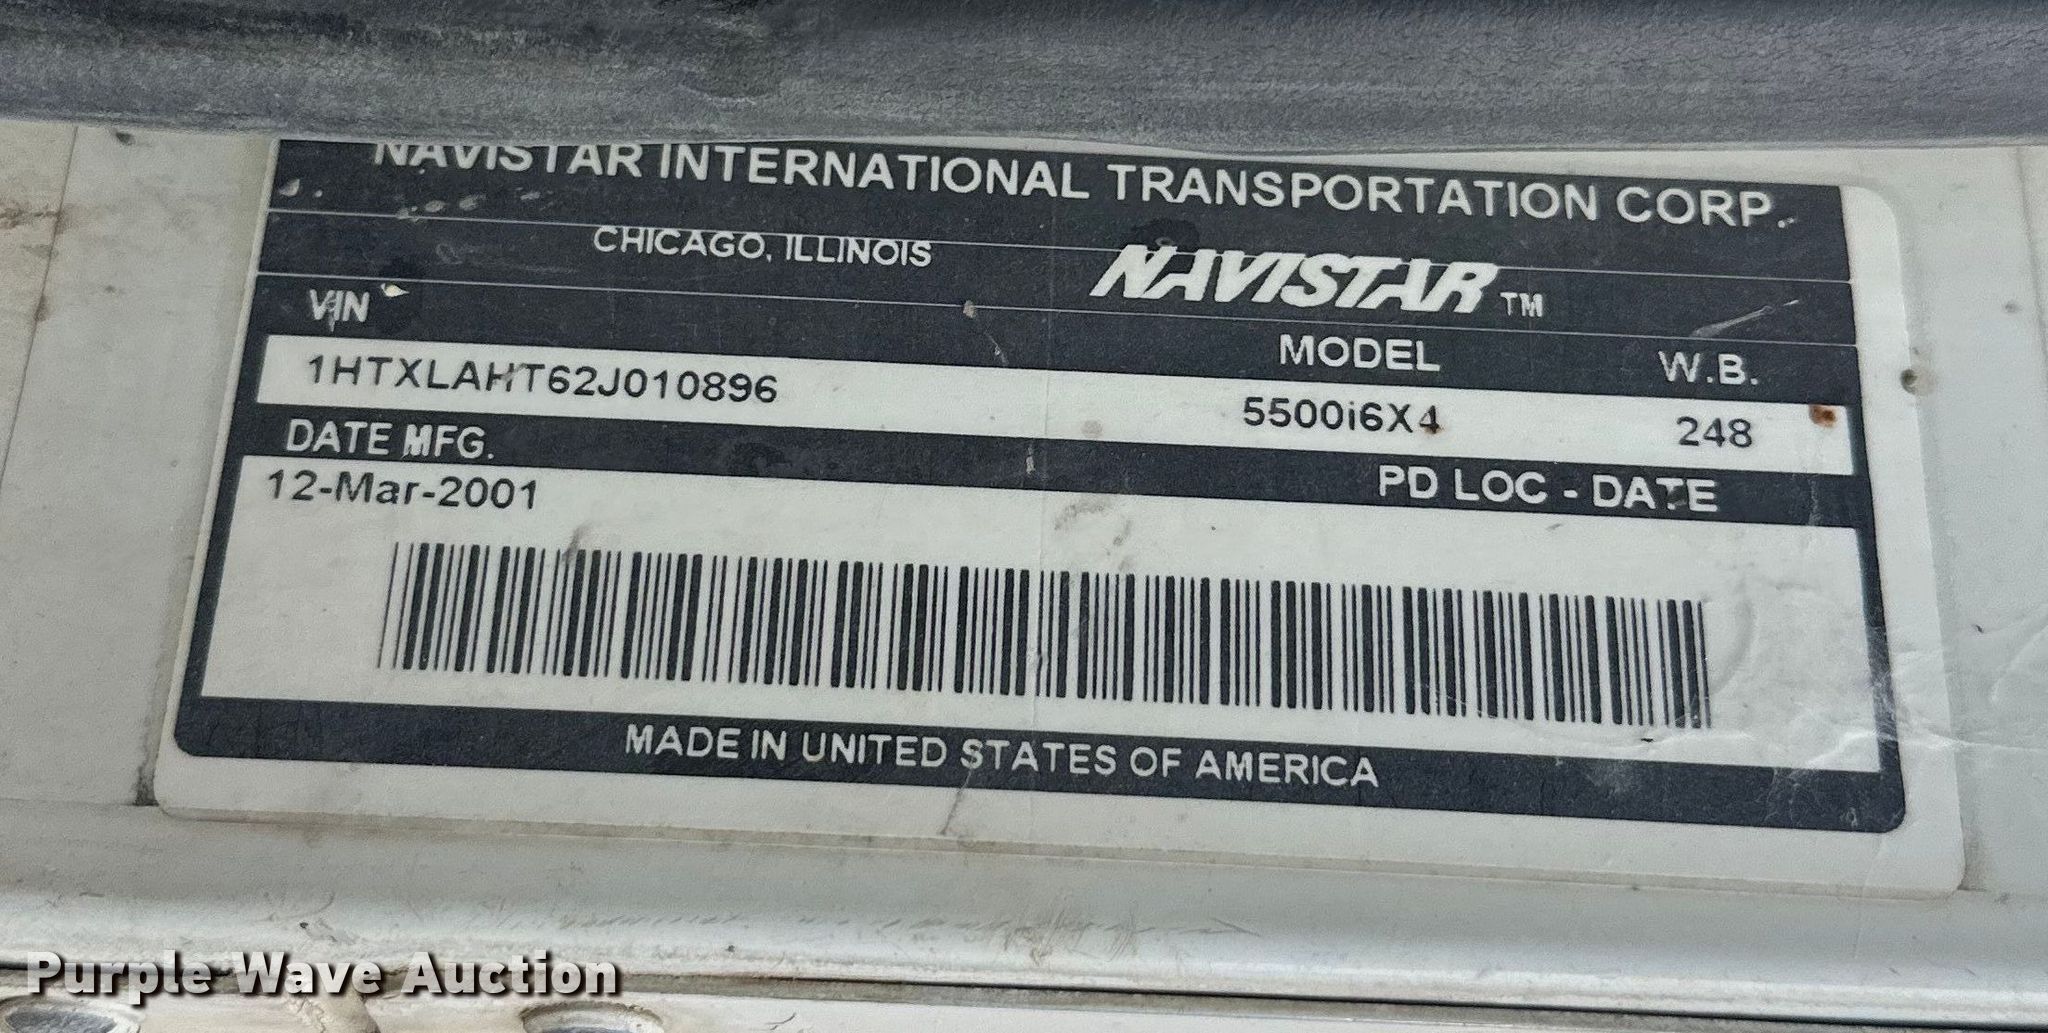 NAVISTAR INTERNATIONAL TRANSPORTATION CORP.
CHICAGO, ILLINOIS NAVISTAR TM
VIN MODEL W.B.
1HTXLAHT62J010896 5500i6X4 248
DATE MFG. PD LOC - DATE
12-Mar-2001
MADE IN UNITED STATES OF AMERICA
Purple Wave Auction